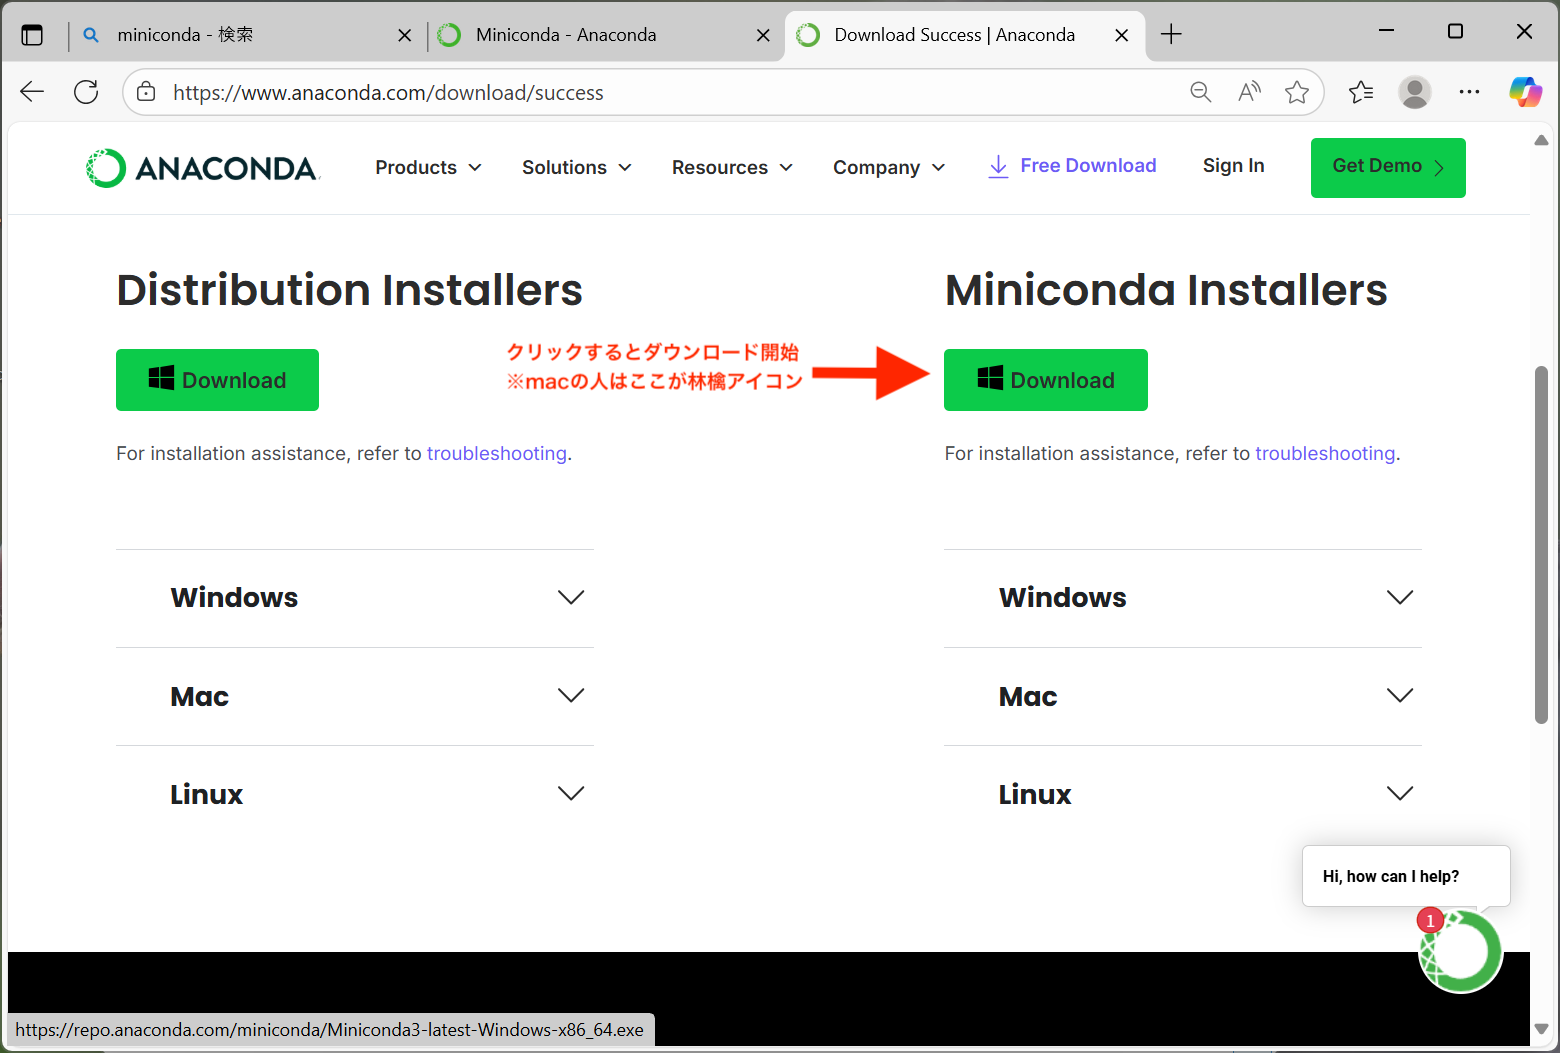 miniconda - 検索
Miniconda - Anaconda
Download Success | Anaconda
https://www.anaconda.com/download/success
ANACONDA.
Products
Solutions
Resources
Company
Free Download
Sign In
Get Demo
Distribution Installers
Miniconda Installers
クリックするとダウンロード開始
※macの人はここが林檎アイコン
Download
Download
For installation assistance, refer to troubleshooting.
For installation assistance, refer to troubleshooting.
Windows
Mac
Linux
Windows
Mac
Linux
Hi, how can I help?
1
https://repo.anaconda.com/miniconda/Miniconda3-latest-Windows-x86_64.exe